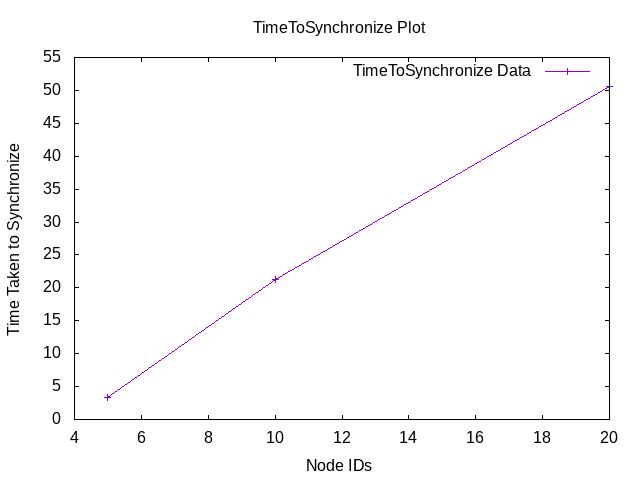 TimeToSynchronize Plot
TimeToSynchronize Data
Time Taken to Synchronize
55
50
45
40
35
30
25
20
15
10
5
0
4 6 8 10 12 14 16 18 20
Node IDs